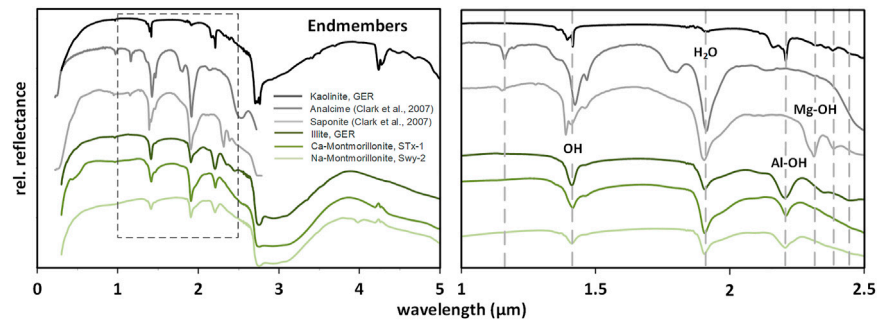 Endmembers
Kaolinite, GER
Analcime (Clark et al., 2007)
Saponite (Clark et al., 2007)
Illite, GER
Ca-Montmorillonite, STx-1
Na-Montmorillonite, Swy-2
rel. reflectance
0 1 2 3 4 5
H₂O
Mg-OH
OH
Al-OH
1 1.5 2 2.5
wavelength (μm)